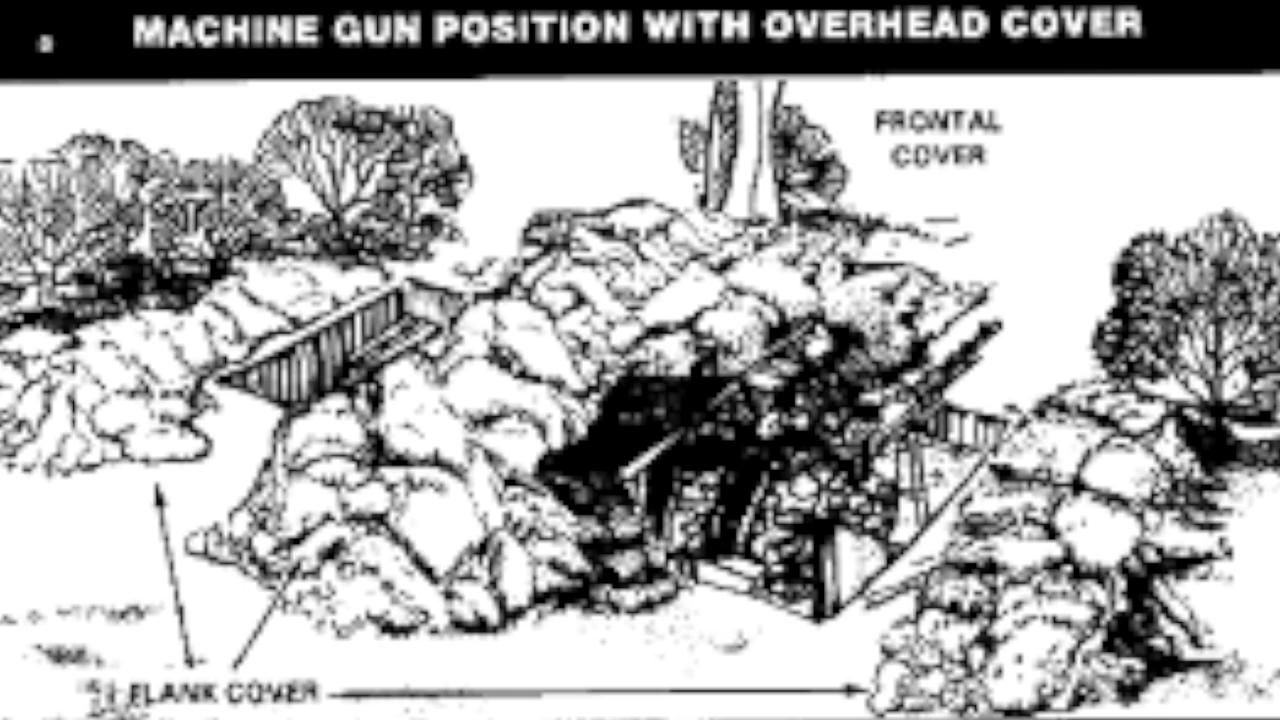 MACHINE GUN POSITION WITH OVERHEAD COVER
FRONTAL
COVER
FLANK COVER